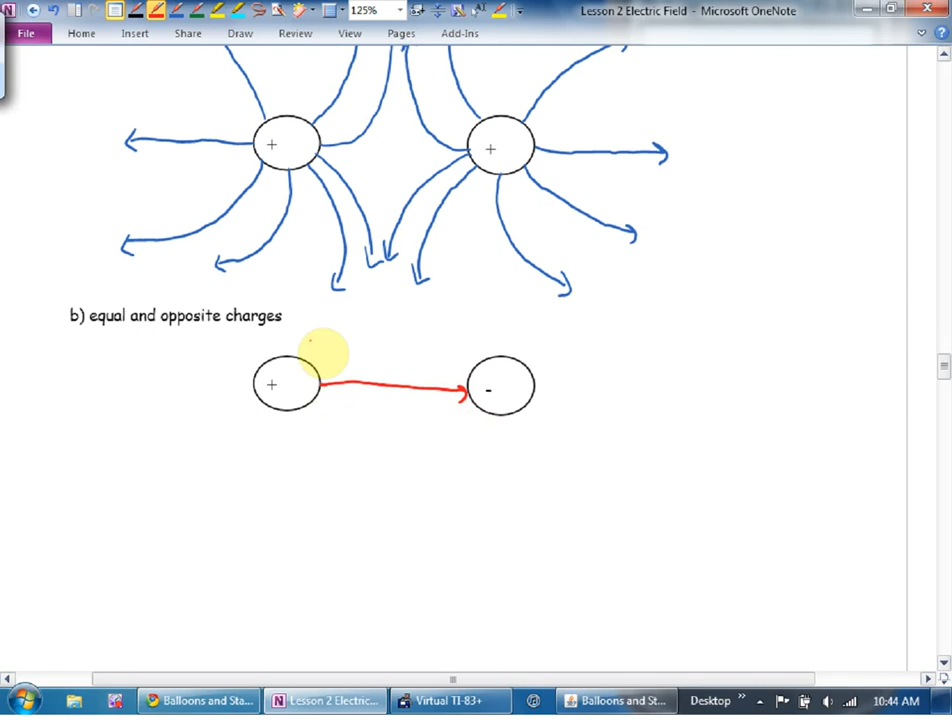 125%
Lesson 2 Electric Field - Microsoft OneNote
File Home Insert Share Draw Review View Pages Add-Ins
+ +
b) equal and opposite charges
+ -
Balloons and Sta... Lesson 2 Electric... Virtual TI-83+ Balloons and St... Desktop 10:44 AM